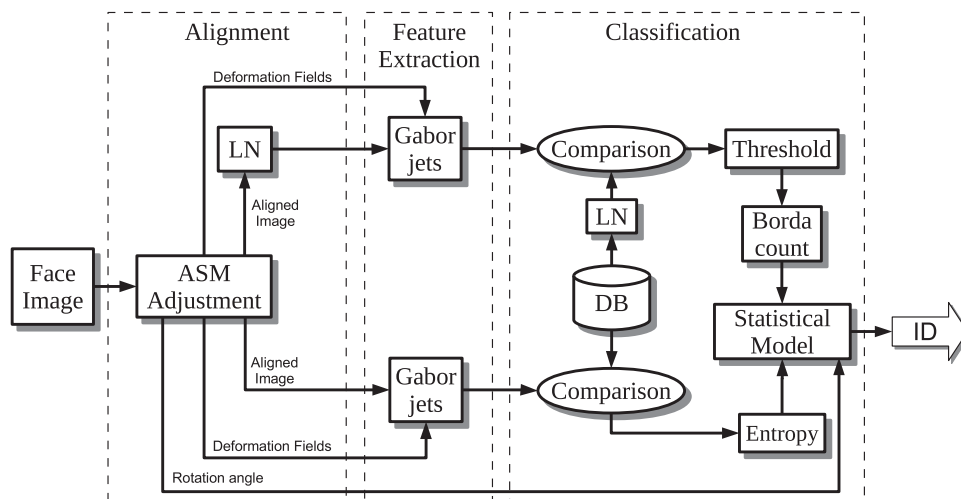 Alignment
Feature
Extraction
Classification
Deformation Fields
LN
Gabor
jets
Comparison
Threshold
Aligned
Image
LN
Borda
count
Face
Image
ASM
Adjustment
DB
Statistical
Model
ID
Aligned
Image
Gabor
jets
Comparison
Entropy
Deformation Fields
Rotation angle